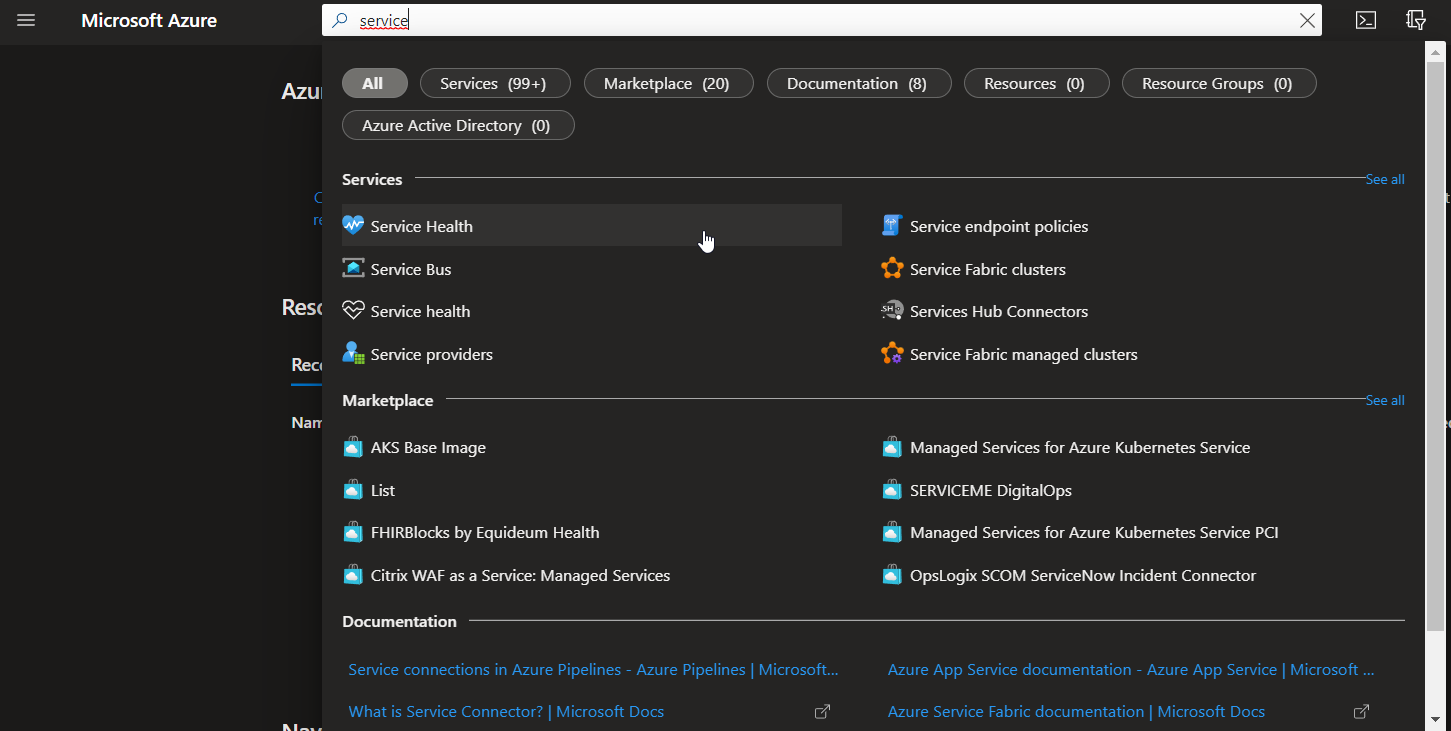 Microsoft Azure
service
All
Services (99+)
Marketplace (20)
Documentation (8)
Resources (0)
Resource Groups (0)
Azure Active Directory (0)
Services
See all
Service Health
Service endpoint policies
Service Bus
Service Fabric clusters
Service health
Services Hub Connectors
Service providers
Service Fabric managed clusters
Marketplace
See all
AKS Base Image
Managed Services for Azure Kubernetes Service
List
SERVICEME DigitalOps
FHIRBlocks by Equideum Health
Managed Services for Azure Kubernetes Service PCI
Citrix WAF as a Service: Managed Services
OpsLogix SCOM ServiceNow Incident Connector
Documentation
Service connections in Azure Pipelines - Azure Pipelines | Microsoft...
Azure App Service documentation - Azure App Service | Microsoft ...
What is Service Connector? | Microsoft Docs
Azure Service Fabric documentation | Microsoft Docs